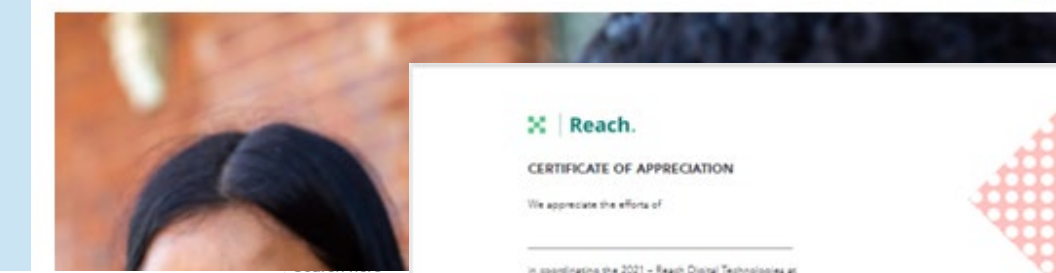 Reach.
CERTIFICATE OF APPRECIATION
We appreciate the efforts of
in coordinating the 2021 – Reach Digital Technologies at